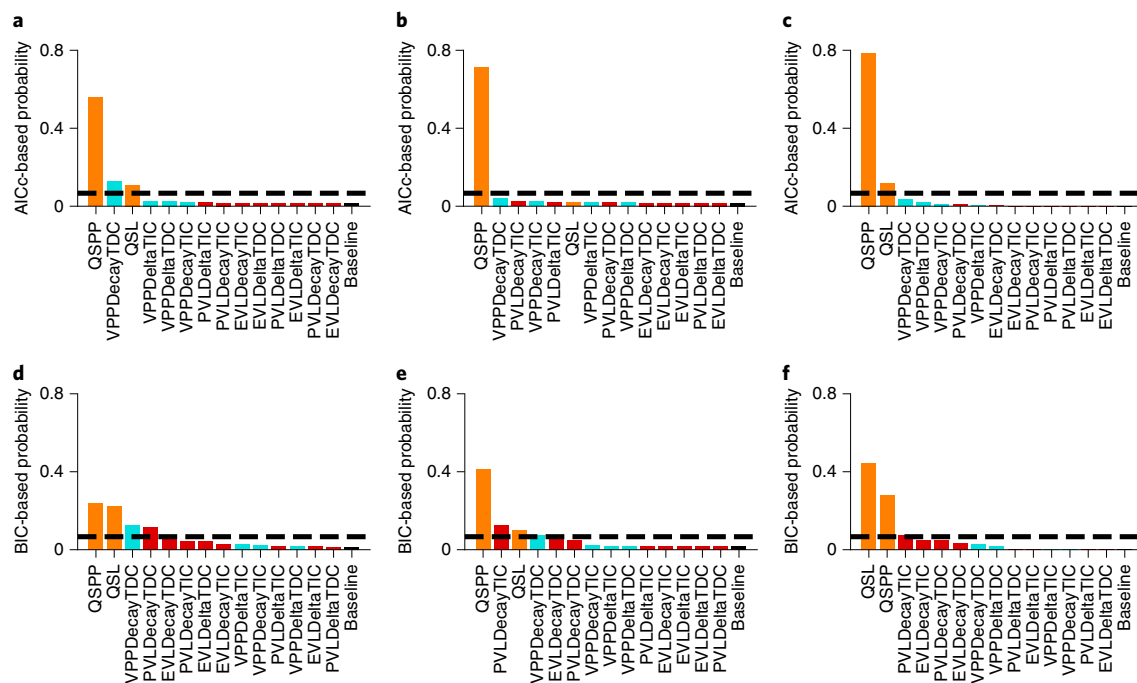 a
AICc-based probability
0.8
0.4
0
QSPP
VPPDecayTDC
QSL
VPPDeltaTIC
VPPDeltaTDC
VPPDecayTIC
PVLDeltaTIC
PVLDecayTIC
EVLDecayTIC
EVLDeltaTDC
PVLDeltaTDC
EVLDeltaTIC
PVLDecayTDC
EVLDecayTDC
Baseline
b
AICc-based probability
0.8
0.4
0
QSPP
VPPDecayTDC
PVLDecayTIC
VPPDecayTIC
PVLDeltaTIC
QSL
VPPDeltaTIC
PVLDecayTDC
VPPDeltaTDC
EVLDecayTDC
EVLDecayTIC
EVLDeltaTIC
PVLDeltaTDC
EVLDeltaTDC
Baseline
c
AICc-based probability
0.8
0.4
0
QSPP
QSL
VPPDecayTDC
VPPDeltaTDC
VPPDecayTIC
PVLDecayTDC
VPPDeltaTIC
EVLDecayTDC
EVLDecayTIC
PVLDecayTIC
PVLDeltaTIC
PVLDeltaTDC
EVLDeltaTIC
EVLDeltaTDC
Baseline
d
BIC-based probability
0.8
0.4
0
QSPP
QSL
VPPDecayTDC
PVLDecayTDC
EVLDecayTDC
PVLDecayTIC
EVLDeltaTDC
EVLDecayTIC
VPPDeltaTIC
VPPDecayTIC
PVLDeltaTIC
VPPDeltaTDC
EVLDeltaTIC
PVLDeltaTDC
Baseline
e
BIC-based probability
0.8
0.4
0
QSPP
PVLDecayTIC
QSL
VPPDecayTDC
EVLDecayTDC
PVLDecayTDC
VPPDecayTIC
VPPDeltaTIC
VPPDeltaTDC
PVLDeltaTIC
EVLDecayTIC
EVLDeltaTDC
EVLDeltaTIC
PVLDeltaTDC
Baseline
f
BIC-based probability
0.8
0.4
0
QSL
QSPP
PVLDecayTIC
EVLDecayTIC
PVLDecayTDC
EVLDecayTDC
VPPDecayTDC
VPPDeltaTDC
PVLDeltaTDC
EVLDeltaTIC
VPPDeltaTIC
VPPDecayTIC
PVLDeltaTIC
EVLDeltaTDC
Baseline